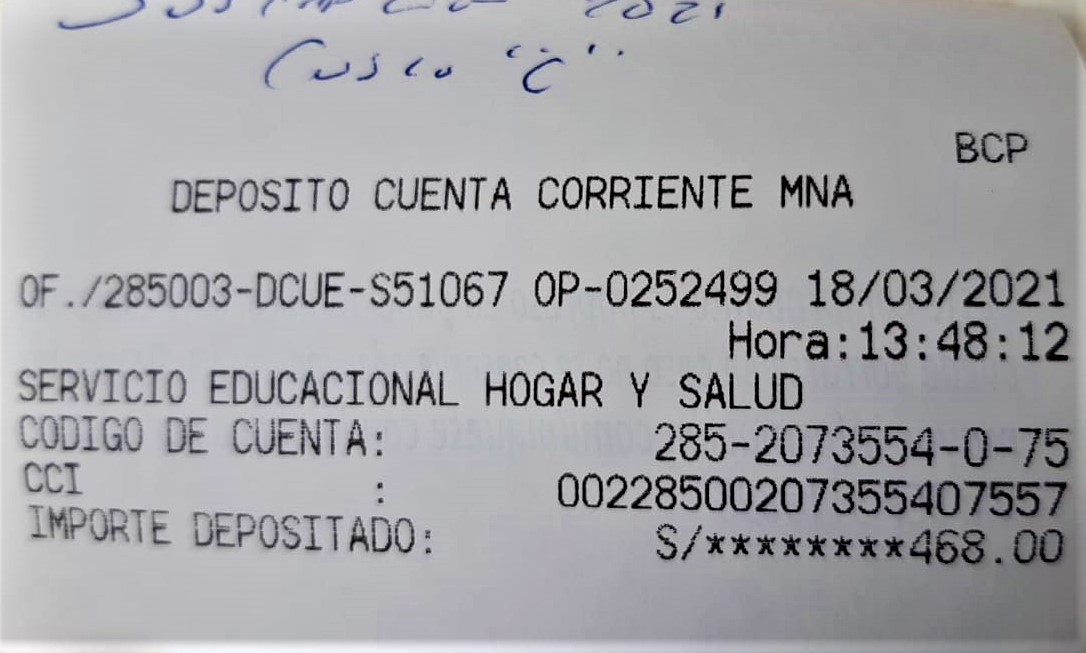 2021
Cusco "C"
BCP
DEPOSITO CUENTA CORRIENTE MNA
OF./285003-DCUE-S51067 OP-0252499 18/03/2021
Hora:13:48:12
SERVICIO EDUCACIONAL HOGAR Y SALUD
CODIGO DE CUENTA: 285-2073554-0-75
CCI : 00228500207355407557
IMPORTE DEPOSITADO: S/********468.00